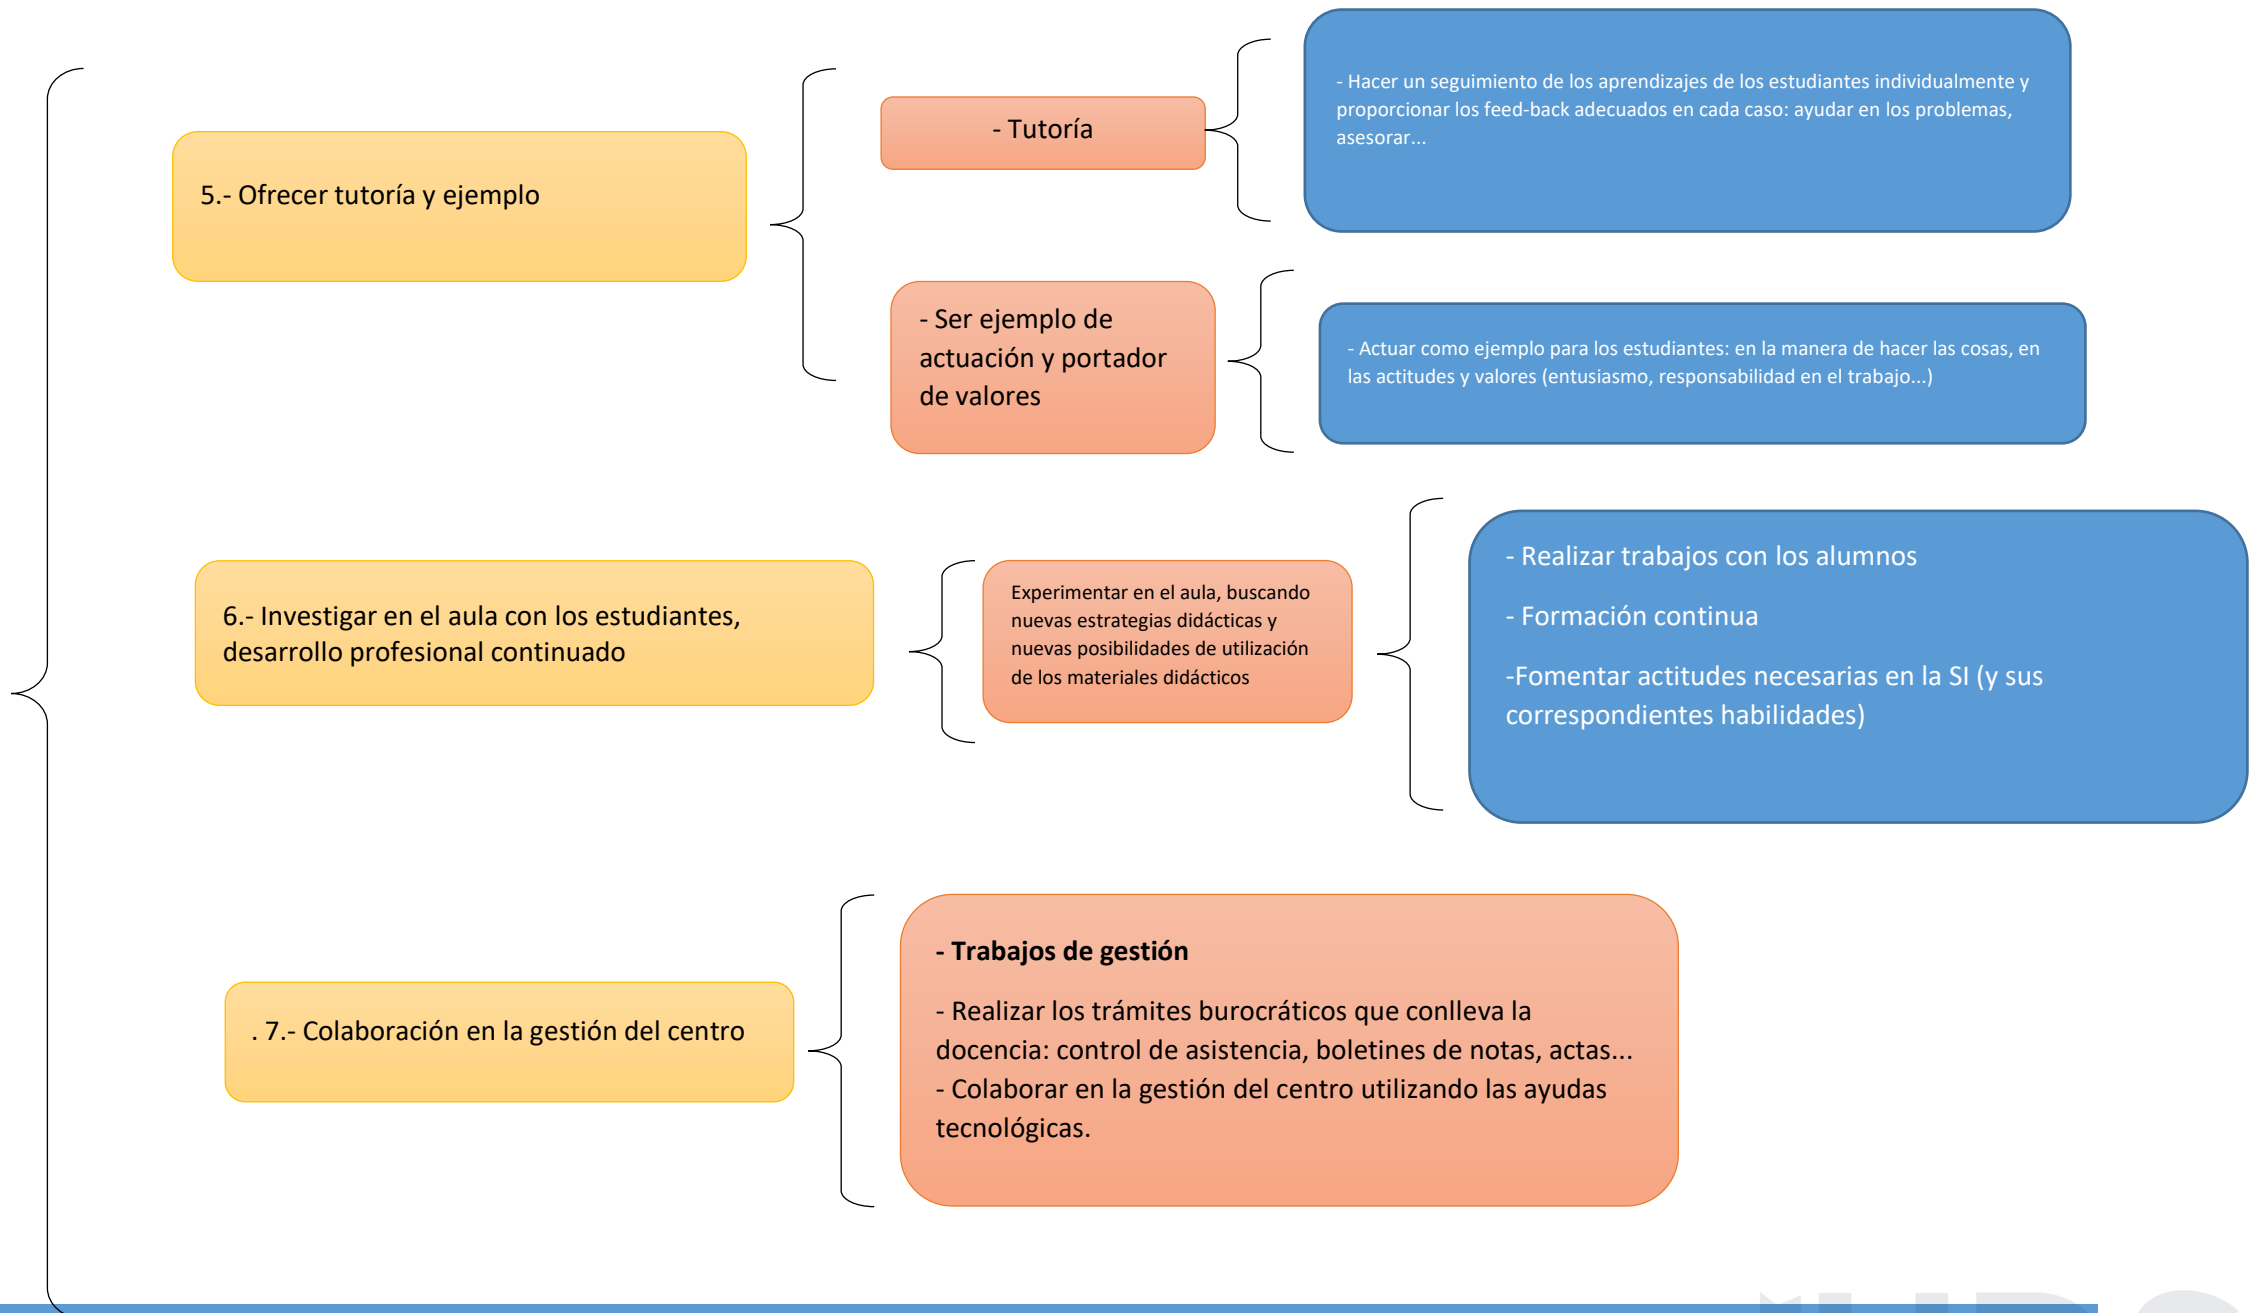 5.- Ofrecer tutoría y ejemplo
- Tutoría
- Hacer un seguimiento de los aprendizajes de los estudiantes individualmente y
proporcionar los feed-back adecuados en cada caso: ayudar en los problemas,
asesorar...
- Ser ejemplo de
actuación y portador
de valores
- Actuar como ejemplo para los estudiantes: en la manera de hacer las cosas, en
las actitudes y valores (entusiasmo, responsabilidad en el trabajo...)
6.- Investigar en el aula con los estudiantes,
desarrollo profesional continuado
Experimentar en el aula, buscando
nuevas estrategias didácticas y
nuevas posibilidades de utilización
de los materiales didácticos
- Realizar trabajos con los alumnos
- Formación continua
-Fomentar actitudes necesarias en la SI (y sus
correspondientes habilidades)
. 7.- Colaboración en la gestión del centro
- Trabajos de gestión
- Realizar los trámites burocráticos que conlleva la
docencia: control de asistencia, boletines de notas, actas...
- Colaborar en la gestión del centro utilizando las ayudas
tecnológicas.